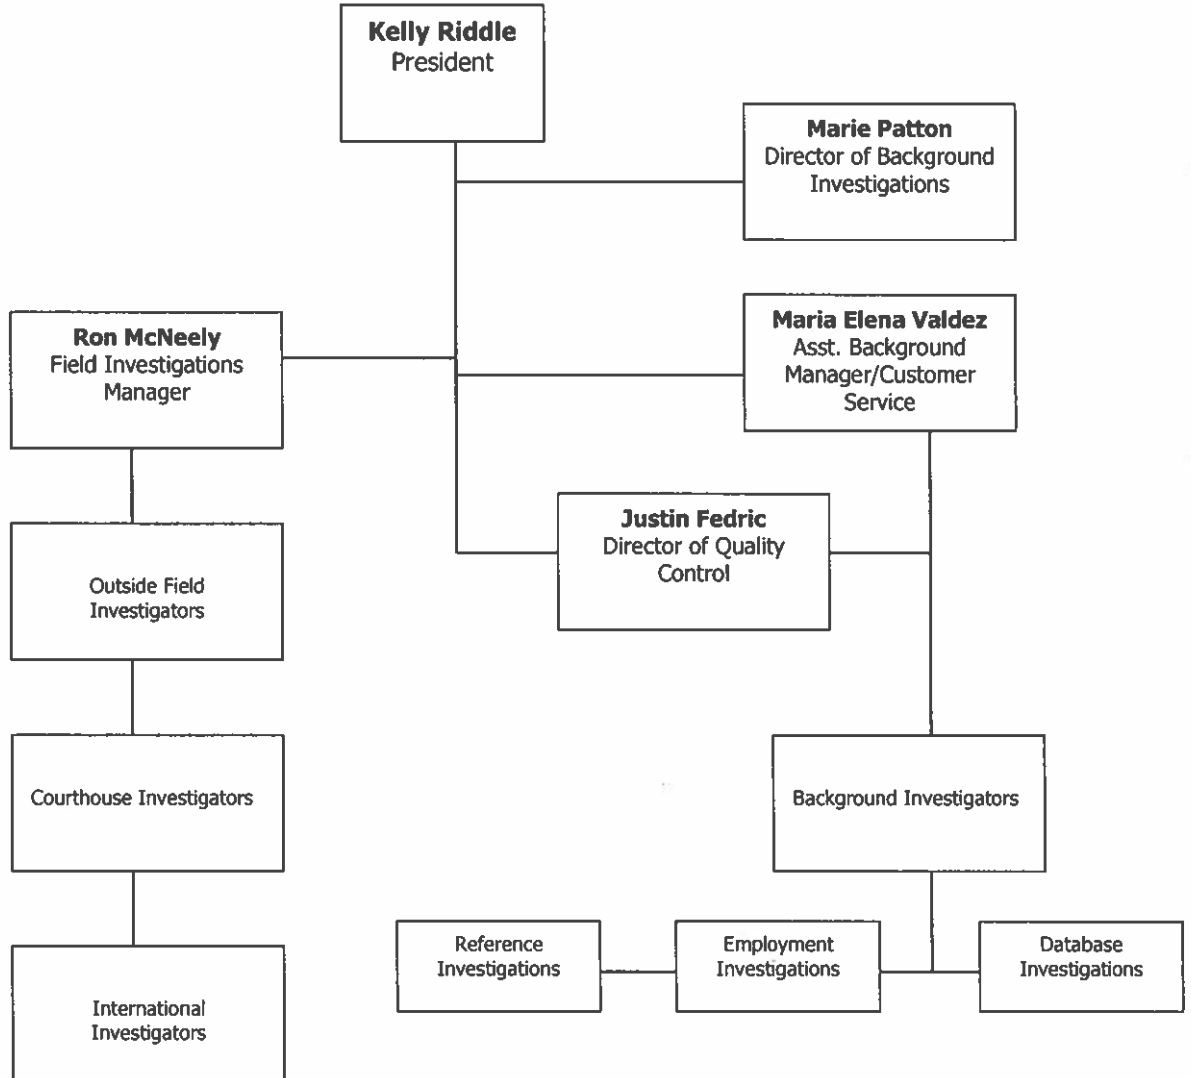 Kelly Riddle
President
Marie Patton
Director of Background
Investigations
Ron McNeely
Field Investigations
Manager
Maria Elena Valdez
Asst. Background
Manager/Customer
Service
Justin Fedric
Director of Quality
Control
Outside Field
Investigators
Courthouse Investigators
Background Investigators
Reference
Investigations
Employment
Investigations
Database
Investigations
International
Investigators